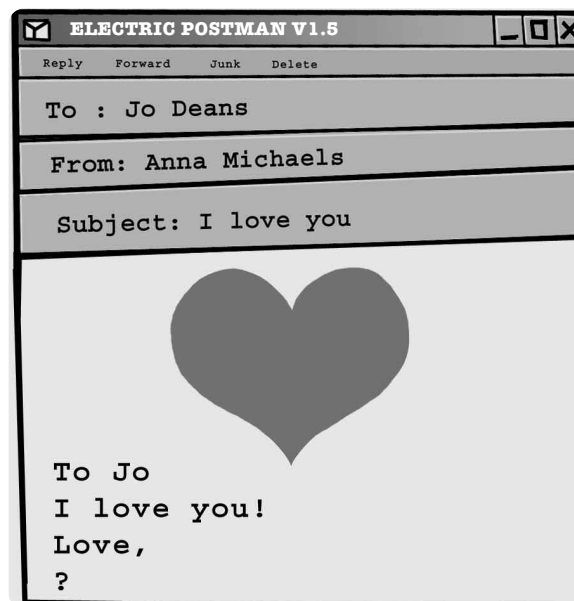 ELECTRIC POSTMAN V1.5
Reply Forward Junk Delete
To : Jo Deans
From: Anna Michaels
Subject: I love you
To Jo
I love you!
Love,
?